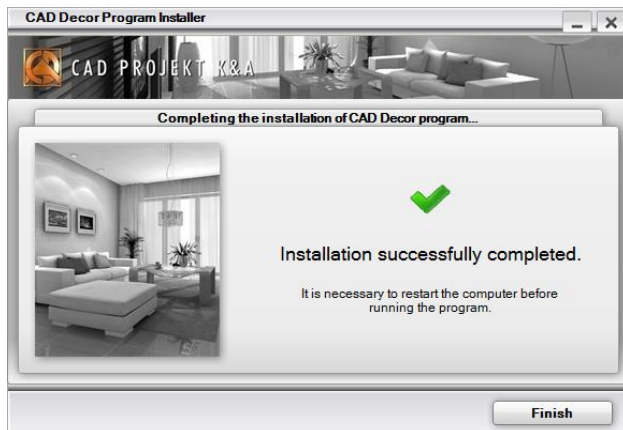 CAD Decor Program Installer
CAD PROJEKT K&A
Completing the installation of CAD Decor program...
Installation successfully completed.
It is necessary to restart the computer before
running the program.
Finish